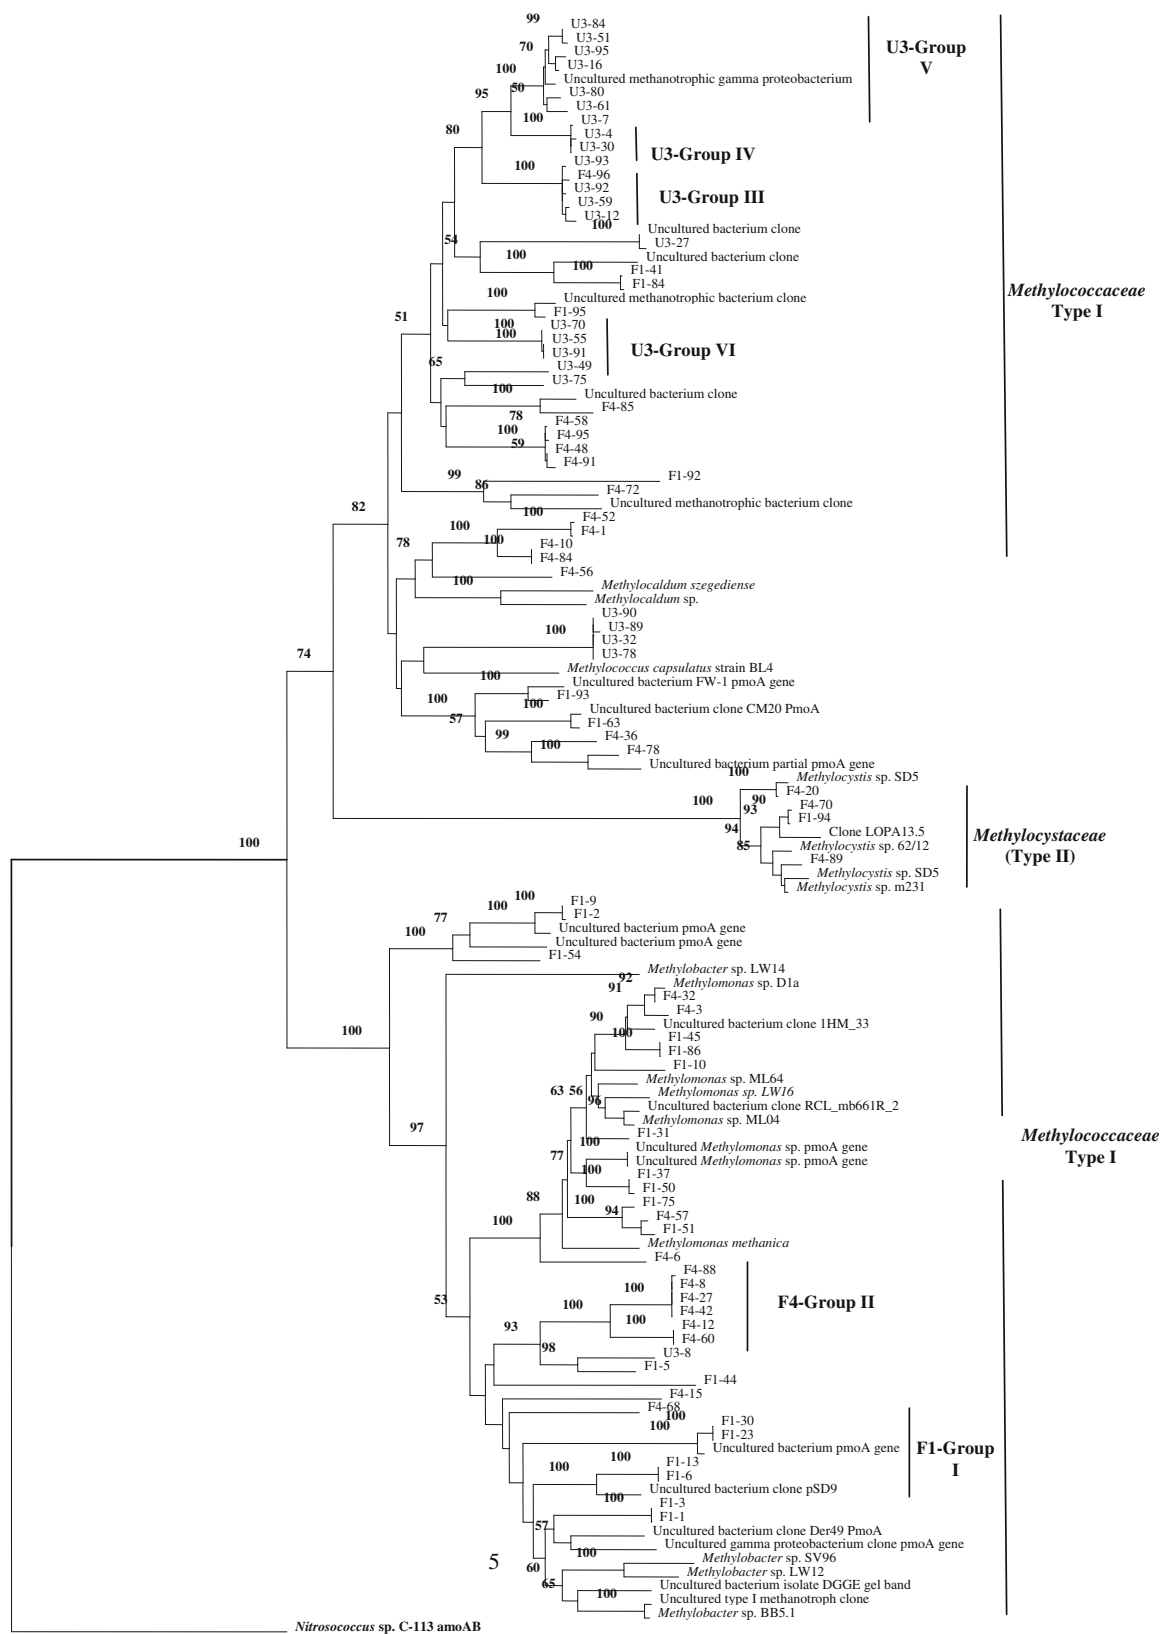 99
U3-84
U3-51
70
U3-95
U3-16
100
Uncultured methanotrophic gamma proteobacterium
50
U3-80
95
U3-61
100
U3-7
U3-Group
V
80
U3-4
U3-30
U3-Group IV
U3-93
100
F4-96
U3-92
U3-59
U3-Group III
U3-12
100
Uncultured bacterium clone
54
U3-27
100
Uncultured bacterium clone
100
F1-41
F1-84
Methylococcaceae
Type I
100
Uncultured methanotrophic bacterium clone
F1-95
51
100
U3-70
100
U3-55
U3-91
U3-Group VI
65
U3-49
U3-75
100
Uncultured bacterium clone
F4-85
78
F4-58
100
F4-95
59
F4-48
F4-91
99
F1-92
86
F4-72
Uncultured methanotrophic bacterium clone
82
100
F4-52
100
F4-1
100
F4-10
78
F4-84
F4-56
100
Methylocaldum szegediense
Methylocaldum sp.
U3-90
100
U3-89
U3-32
74
U3-78
Methylococcus capsulatus strain BL4
100
Uncultured bacterium FW-1 pmoA gene
100
F1-93
100
Uncultured bacterium clone CM20 PmoA
57
F1-63
99
F4-36
100
F4-78
Uncultured bacterium partial pmoA gene
100
Methylocystis sp. SD5
F4-20
100
90
93
F4-70
F1-94
94
Clone LOPA13.5
85
Methylocystis sp. 62/12
F4-89
Methylocystis sp. SD5
Methylocystis sp. m231
Methylocystaceae
(Type II)
100
100
100
F1-9
F1-2
77
Uncultured bacterium pmoA gene
100
Uncultured bacterium pmoA gene
F1-54
Methylobacter sp. LW14
92
Methylomonas sp. D1a
91
F4-32
F4-3
90
Uncultured bacterium clone 1HM_33
100
F1-45
F1-86
100
F1-10
Methylomonas sp. ML64
63
56
Methylomonas sp. LW16
96
Uncultured bacterium clone RCL_mb661R_2
Methylomonas sp. ML04
F1-31
Methylococcaceae
Type I
97
100
Uncultured Methylomonas sp. pmoA gene
77
Uncultured Methylomonas sp. pmoA gene
100
F1-37
F1-50
88
100
F1-75
94
F4-57
100
F1-51
Methylomonas methanica
F4-6
F4-88
100
F4-8
53
F4-27
100
F4-42
100
F4-12
F4-60
F4-Group II
93
98
U3-8
F1-5
F1-44
F4-15
F4-68
100
100
F1-30
F1-23
Uncultured bacterium pmoA gene
F1-Group
I
100
100
F1-13
F1-6
Uncultured bacterium clone pSD9
100
F1-3
F1-1
57
Uncultured bacterium clone Der49 PmoA
Uncultured gamma proteobacterium clone pmoA gene
100
5
60
Methylobacter sp. SV96
Methylobacter sp. LW12
65
Uncultured bacterium isolate DGGE gel band
100
Uncultured type I methanotroph clone
Methylobacter sp. BB5.1
Nitrosococcus sp. C-113 amoAB